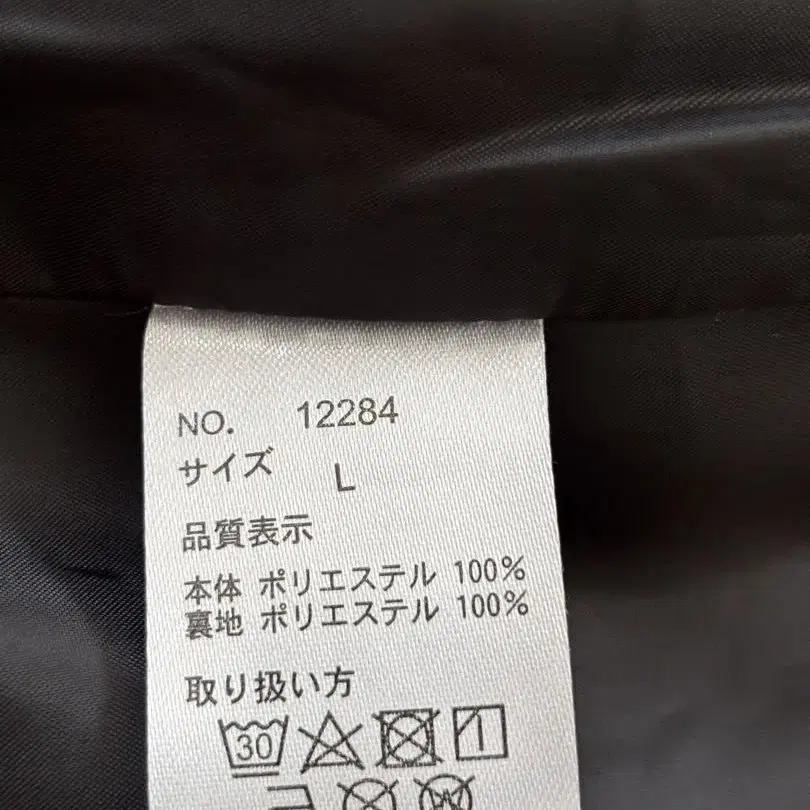 NO. 12284
サイズ L
品質表示
本体 ポリエステル 100%
裏地 ポリエステル 100%
取り扱い方
30